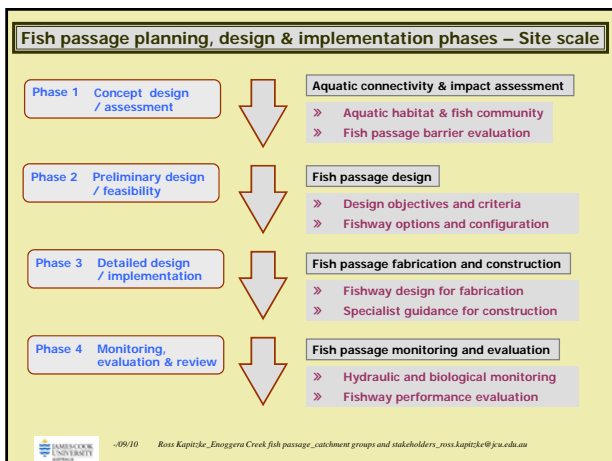 Fish passage planning, design & implementation phases – Site scale
Phase 1 Concept design
/ assessment
Aquatic connectivity & impact assessment
» Aquatic habitat & fish community
» Fish passage barrier evaluation
Phase 2 Preliminary design
/ feasibility
Fish passage design
» Design objectives and criteria
» Fishway options and configuration
Phase 3 Detailed design
/ implementation
Fish passage fabrication and construction
» Fishway design for fabrication
» Specialist guidance for construction
Phase 4 Monitoring,
evaluation & review
Fish passage monitoring and evaluation
» Hydraulic and biological monitoring
» Fishway performance evaluation
JAMES COOK
UNIVERSITY
AUSTRALIA
-/09/10 Ross Kapitzke_Enoggera Creek fish passage_catchment groups and stakeholders_ross.kapitzke@jcu.edu.au